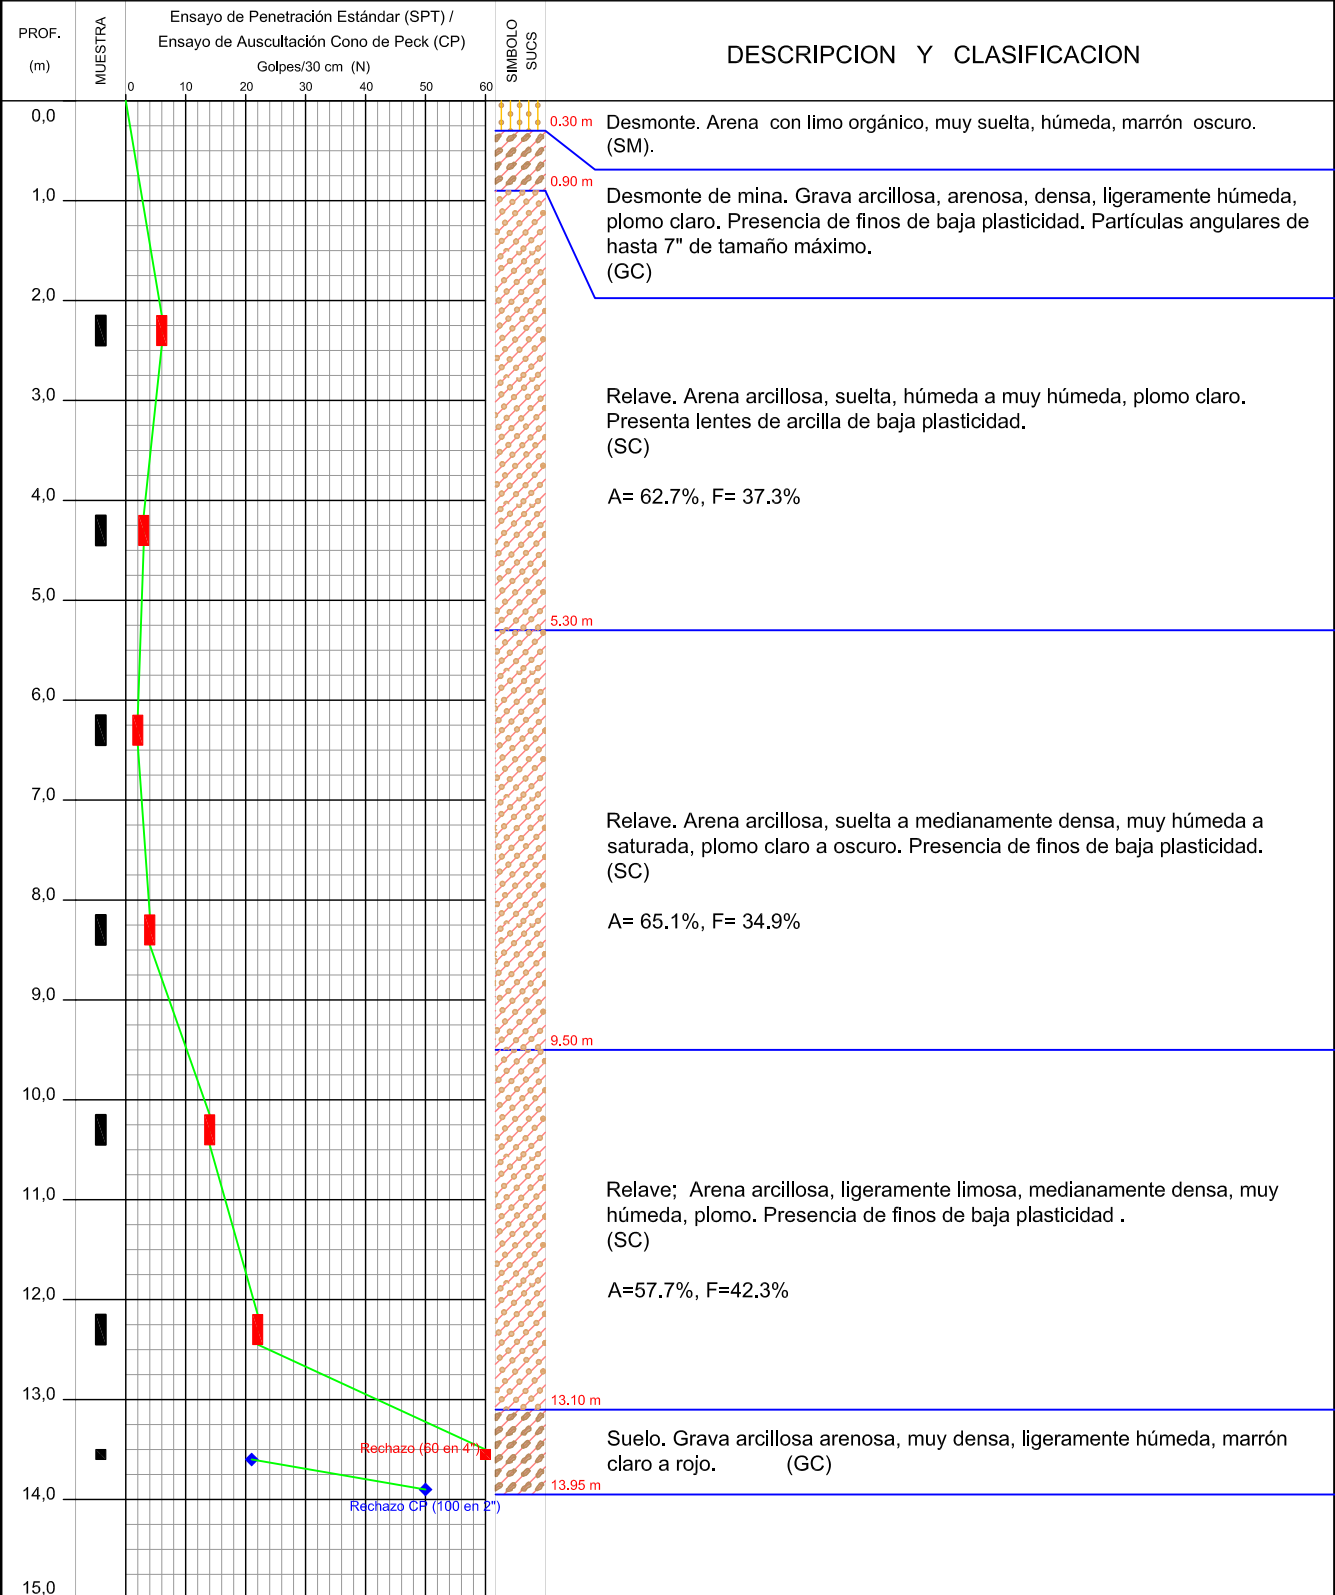 PROF.
(m)
MUESTRA
Ensayo de Penetración Estándar (SPT) /
Ensayo de Auscultación Cono de Peck (CP)
Golpes/30 cm (N)
0 10 20 30 40 50 60
SIMBOLO
SUCS
DESCRIPCION Y CLASIFICACION
0,0
0.30 m
Desmonte. Arena con limo orgánico, muy suelta, húmeda, marrón oscuro.
(SM).
0.90 m
1,0
Desmonte de mina. Grava arcillosa, arenosa, densa, ligeramente húmeda,
plomo claro. Presencia de finos de baja plasticidad. Partículas angulares de
hasta 7" de tamaño máximo.
(GC)
2,0
3,0
Relave. Arena arcillosa, suelta, húmeda a muy húmeda, plomo claro.
Presenta lentes de arcilla de baja plasticidad.
(SC)
4,0
A= 62.7%, F= 37.3%
5,0
5.30 m
6,0
7,0
Relave. Arena arcillosa, suelta a medianamente densa, muy húmeda a
saturada, plomo claro a oscuro. Presencia de finos de baja plasticidad.
(SC)
8,0
A= 65.1%, F= 34.9%
9,0
9.50 m
10,0
11,0
Relave; Arena arcillosa, ligeramente limosa, medianamente densa, muy
húmeda, plomo. Presencia de finos de baja plasticidad .
(SC)
A=57.7%, F=42.3%
12,0
13,0
13.10 m
Rechazo (60 en 4")
Suelo. Grava arcillosa arenosa, muy densa, ligeramente húmeda, marrón
claro a rojo. (GC)
13.95 m
14,0
Rechazo CP (100 en 2")
15,0